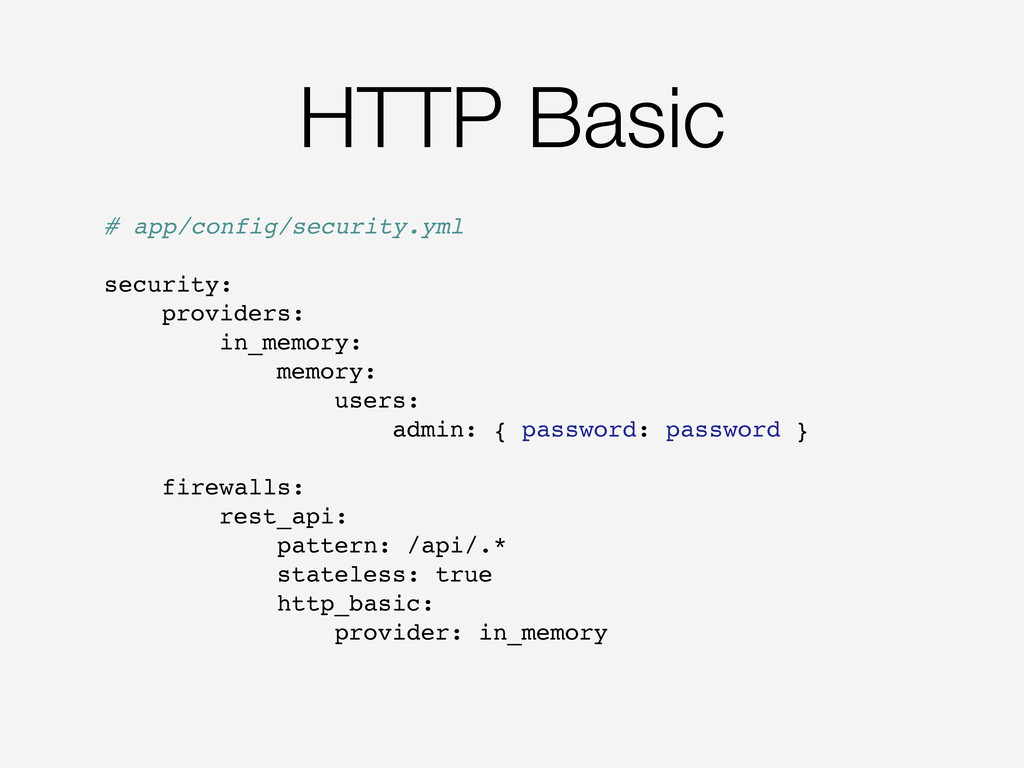 HTTP Basic
# app/config/security.yml
security:
    providers:
        in_memory:
            memory:
                users:
                    admin: { password: password }
    firewalls:
        rest_api:
            pattern: /api/.*
            stateless: true
            http_basic:
                provider: in_memory